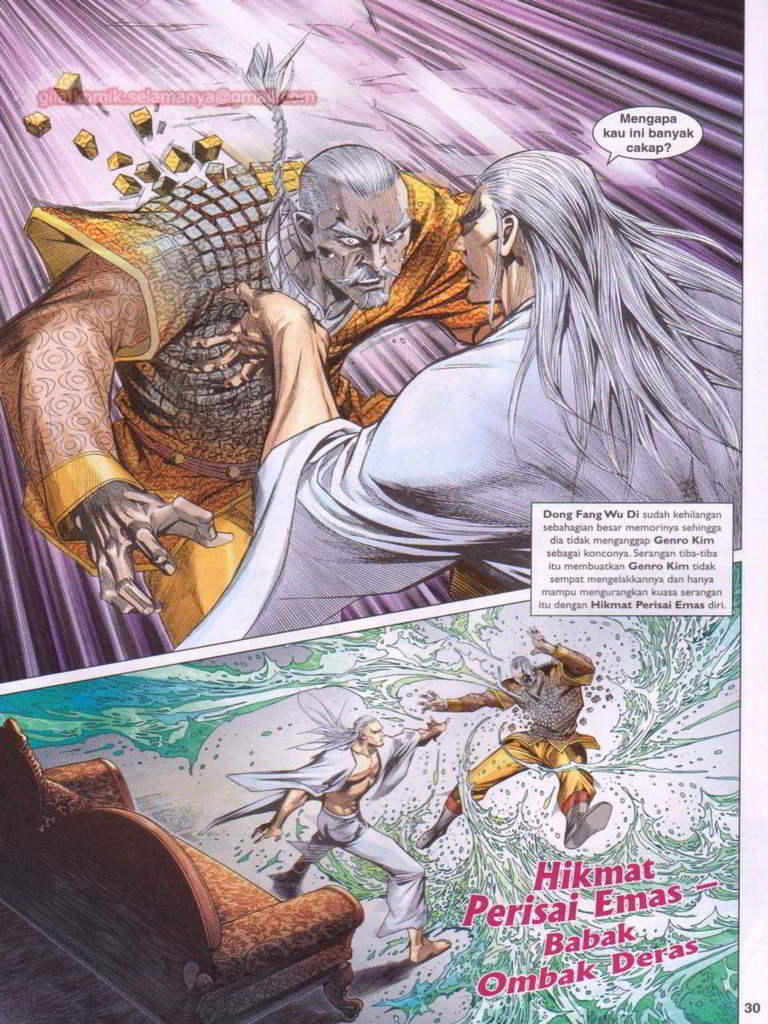 gilakomik.selamanya@gmail.com
Mengapa
kau ini banyak
cakap?
Dong Fang Wu Di sudah kehilangan
sebahagian besar memorinya sehingga
dia tidak menganggap Genro Kim
sebagai konconya. Serangan tiba-tiba
itu membuatkan Genro Kim tidak
sempat mengelakkannya dan hanya
mampu mengurangkan kuasa serangan
itu dengan Hikmat Perisai Emas diri.
Hikmat
Perisai Emas –
Babak
Ombak Deras
30